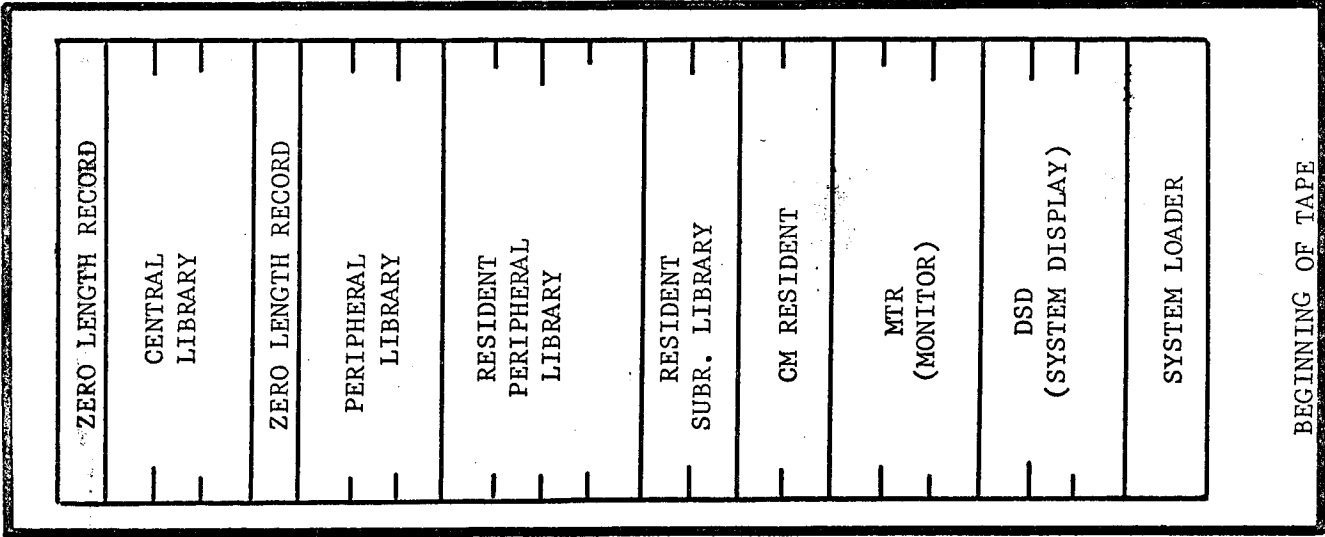 ZERO LENGTH RECORD
CENTRAL
LIBRARY
ZERO LENGTH RECORD
PERIPHERAL
LIBRARY
RESIDENT
PERIPHERAL
LIBRARY
RESIDENT
SUBR. LIBRARY
CM RESIDENT
MTR
(MONITOR)
DSD
(SYSTEM DISPLAY)
SYSTEM LOADER
BEGINNING OF TAPE